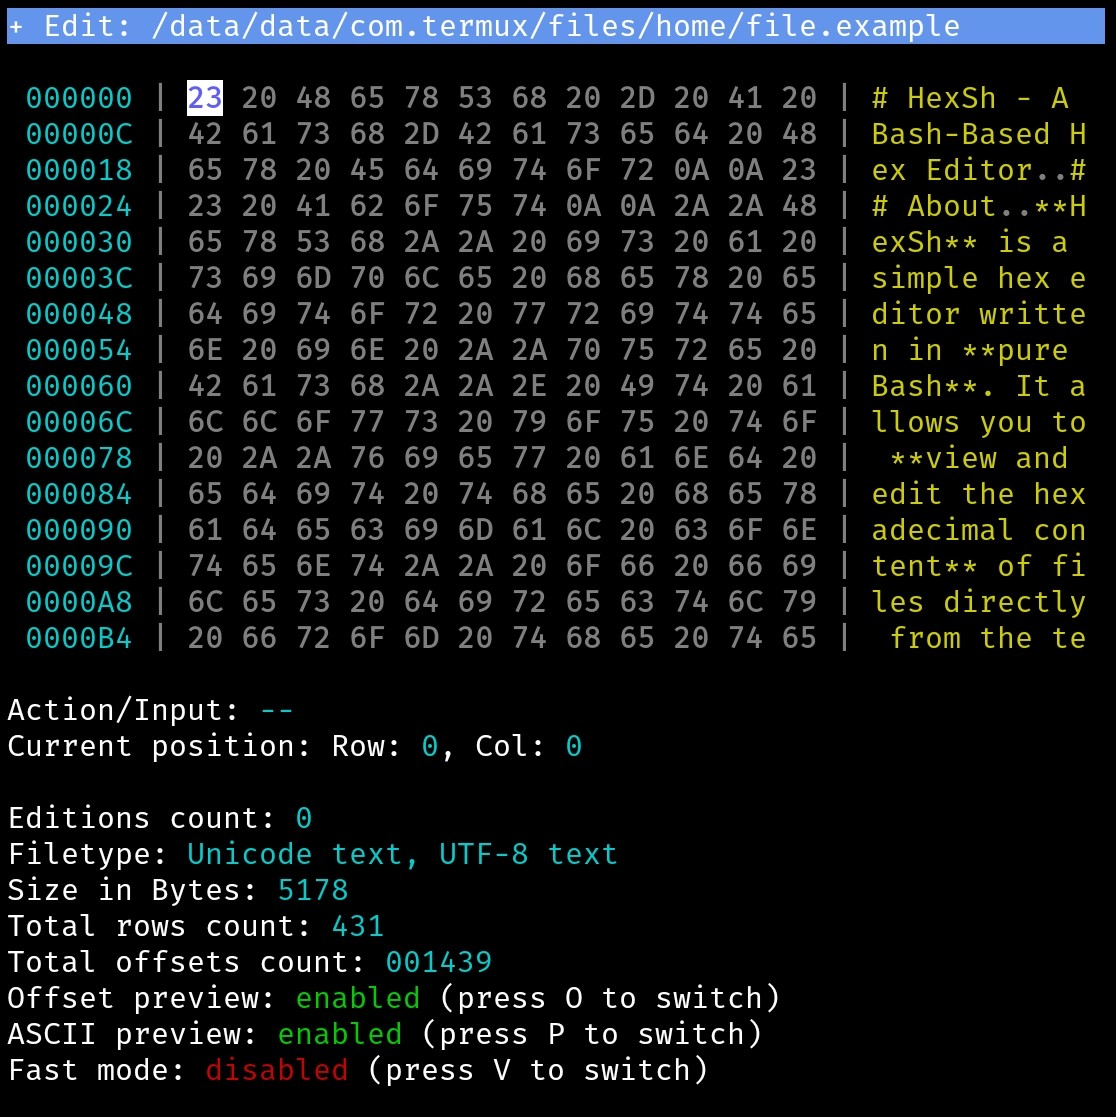 + Edit: /data/data/com.termux/files/home/file.example
000000 | 23 20 48 65 78 53 68 20 2D 20 41 20 | # HexSh - A
00000C | 42 61 73 68 2D 42 61 73 65 64 20 48 | Bash-Based H
000018 | 65 78 20 45 64 69 74 6F 72 0A 0A 23 | ex Editor..#
000024 | 23 20 41 62 6F 75 74 0A 0A 2A 2A 48 | # About..**H
000030 | 65 78 53 68 2A 2A 20 69 73 20 61 20 | exSh** is a
00003C | 73 69 6D 70 6C 65 20 68 65 78 20 65 | simple hex e
000048 | 64 69 74 6F 72 20 77 72 69 74 74 65 | ditor writte
000054 | 6E 20 69 6E 20 2A 2A 70 75 72 65 20 | n in **pure
000060 | 42 61 73 68 2A 2A 2E 20 49 74 20 61 | Bash**. It a
00006C | 6C 6C 6F 77 73 20 79 6F 75 20 74 6F | llows you to
000078 | 20 2A 2A 76 69 65 77 20 61 6E 64 20 |  **view and
000084 | 65 64 69 74 20 74 68 65 20 68 65 78 | edit the hex
000090 | 61 64 65 63 69 6D 61 6C 20 63 6F 6E | adecimal con
00009C | 74 65 6E 74 2A 2A 20 6F 66 20 66 69 | tent** of fi
0000A8 | 6C 65 73 20 64 69 72 65 63 74 6C 79 | les directly
0000B4 | 20 66 72 6F 6D 20 74 68 65 20 74 65 |  from the te
Action/Input: --
Current position: Row: 0, Col: 0
Editions count: 0
Filetype: Unicode text, UTF-8 text
Size in Bytes: 5178
Total rows count: 431
Total offsets count: 001439
Offset preview: enabled (press O to switch)
ASCII preview: enabled (press P to switch)
Fast mode: disabled (press V to switch)